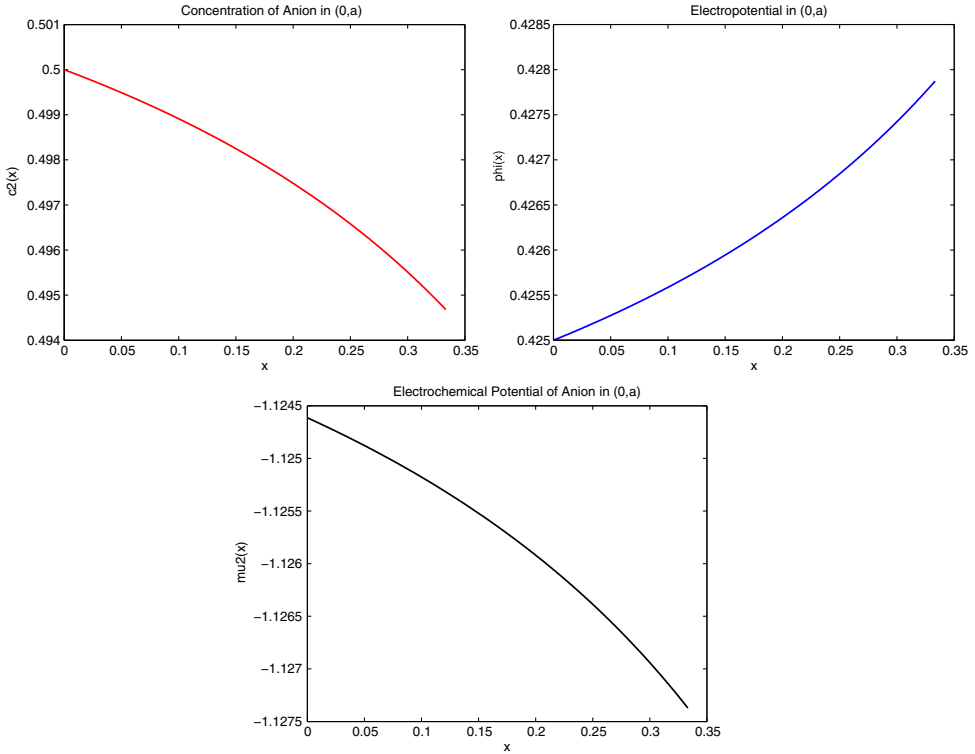 Concentration of Anion in (0,a)
0.501
0.5
0.499
0.498
0.497
0.496
0.495
0.494
c2(x)
0 0.05 0.1 0.15 0.2 0.25 0.3 0.35
x
Electropotential in (0,a)
0.4285
0.428
0.4275
0.427
0.4265
0.426
0.4255
0.425
phi(x)
0 0.05 0.1 0.15 0.2 0.25 0.3 0.35
x
Electrochemical Potential of Anion in (0,a)
−1.1245
−1.125
−1.1255
−1.126
−1.1265
−1.127
−1.1275
mu2(x)
0 0.05 0.1 0.15 0.2 0.25 0.3 0.35
x